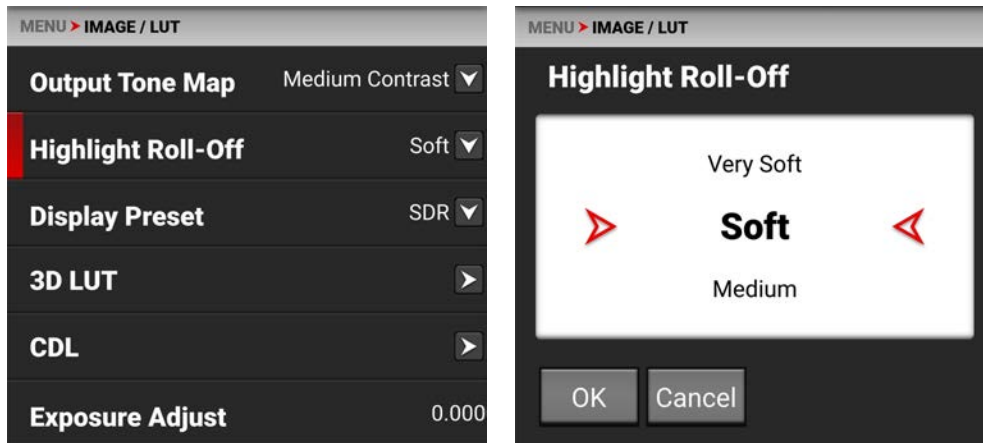 MENU > IMAGE / LUT
Output Tone Map Medium Contrast
Highlight Roll-Off Soft
Display Preset SDR
3D LUT
CDL
Exposure Adjust 0.000
MENU > IMAGE / LUT
Highlight Roll-Off
Very Soft
Soft
Medium
OK Cancel